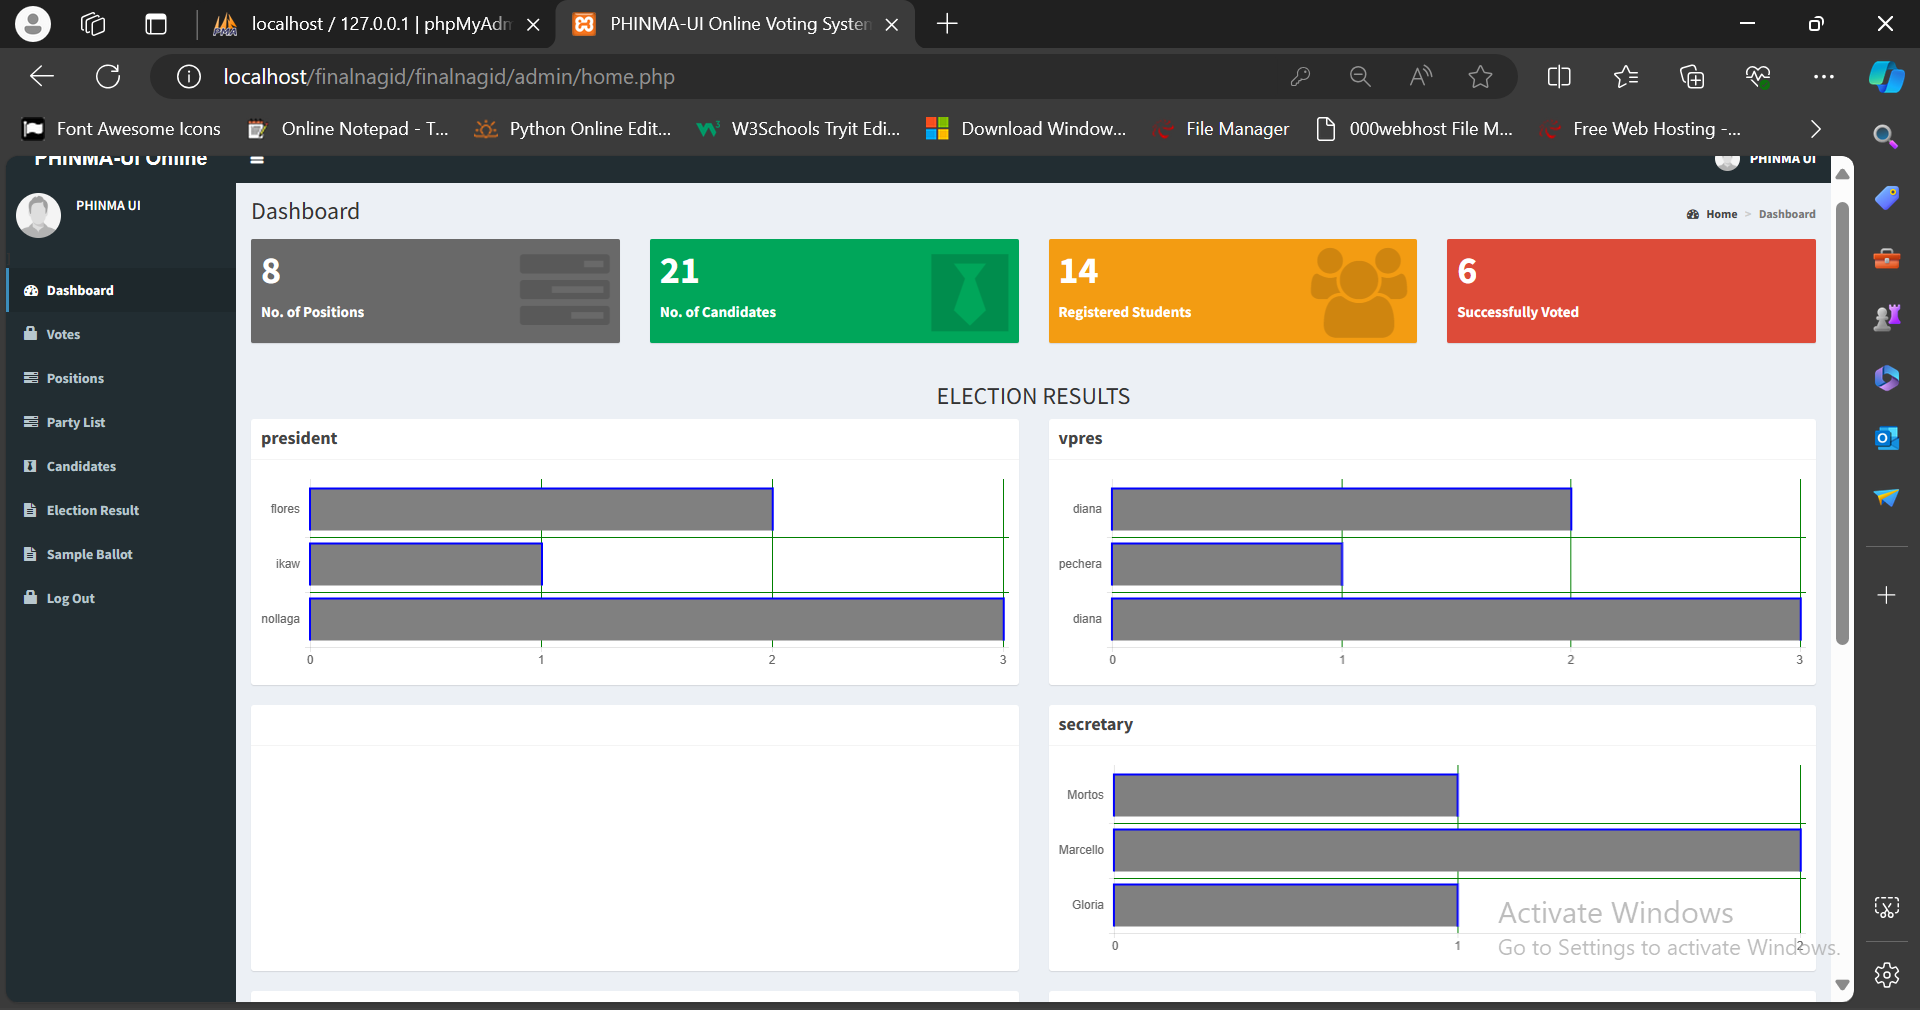 localhost / 127.0.0.1 | phpMyAdm
PHINMA-UI Online Voting System
localhost/finalnagid/finalnagid/admin/home.php
Font Awesome Icons
Online Notepad - T...
Python Online Edit...
W3Schools Tryit Edi...
Download Window...
File Manager
000webhost File M...
Free Web Hosting -...
PHINMA-UI Online
PHINMA UI
PHINMA UI
Dashboard
Votes
Positions
Party List
Candidates
Election Result
Sample Ballot
Log Out
Dashboard
Home > Dashboard
8
No. of Positions
21
No. of Candidates
14
Registered Students
6
Successfully Voted
ELECTION RESULTS
president
flores
ikaw
nollaga
0 1 2 3
vpres
diana
pechera
diana
0 1 2 3
secretary
Mortos
Marcello
Gloria
0 1 2
Activate Windows
Go to Settings to activate Windows.